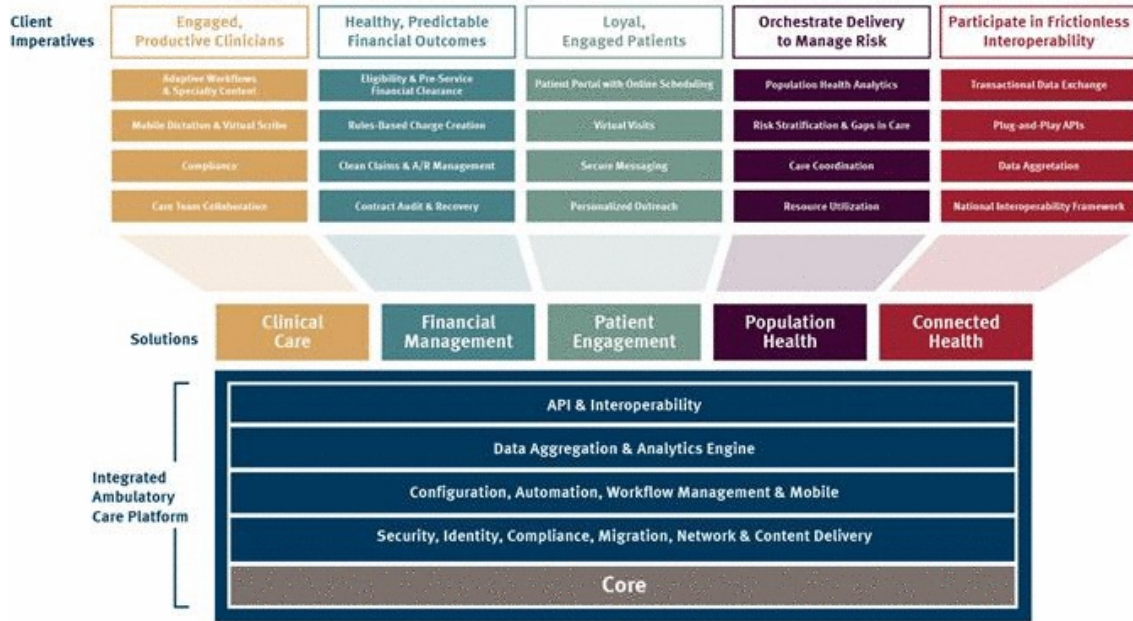 Client
Imperatives
Engaged,
Productive Clinicians
Healthy, Predictable
Financial Outcomes
Loyal,
Engaged Patients
Orchestrate Delivery
to Manage Risk
Participate in Frictionless
Interoperability
Adaptive Workflows
& Specialty Content
Eligibility & Pre-Service
Financial Clearance
Patient Portal with Online Scheduling
Population Health Analytics
Transactional Data Exchange
Mobile Dictation & Virtual Scribe
Rules-Based Charge Creation
Virtual Visits
Risk Stratification & Gaps in Care
Plug-and-Play APIs
Compliance
Clean Claims & A/R Management
Secure Messaging
Care Coordination
Data Aggretation
Care Team Collaboration
Contract Audit & Recovery
Personalized Outreach
Resource Utilization
National Interoperability Framework
Solutions
Clinical
Care
Financial
Management
Patient
Engagement
Population
Health
Connected
Health
Integrated
Ambulatory
Care Platform
API & Interoperability
Data Aggregation & Analytics Engine
Configuration, Automation, Workflow Management & Mobile
Security, Identity, Compliance, Migration, Network & Content Delivery
Core